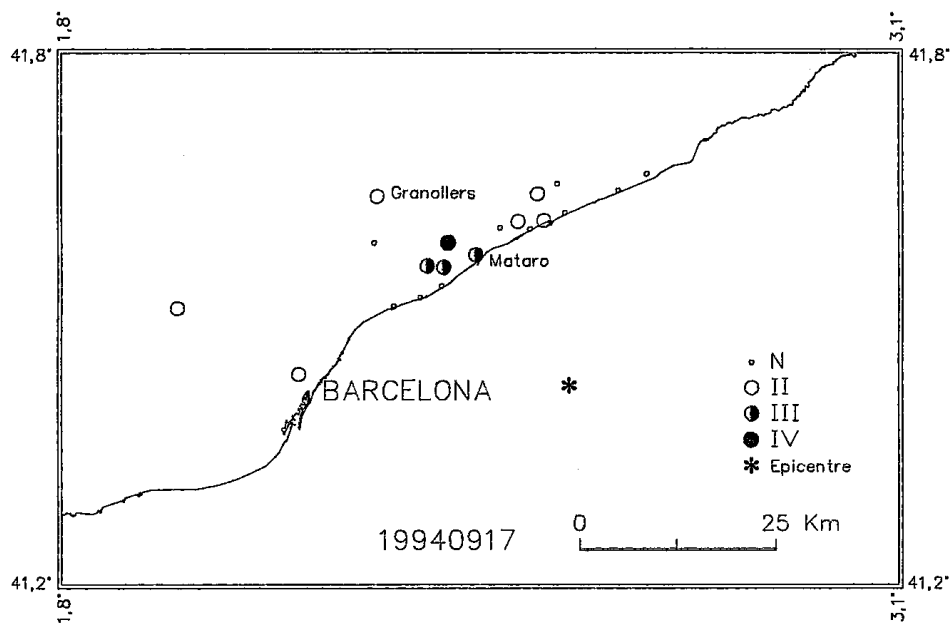 1,8°
3,1°
41,8°
41,8°
Granollers
Mataro
BARCELONA
N
II
III
IV
Epicentre
19940917
0
25 Km
41,2°
41,2°
1,8°
3,1°